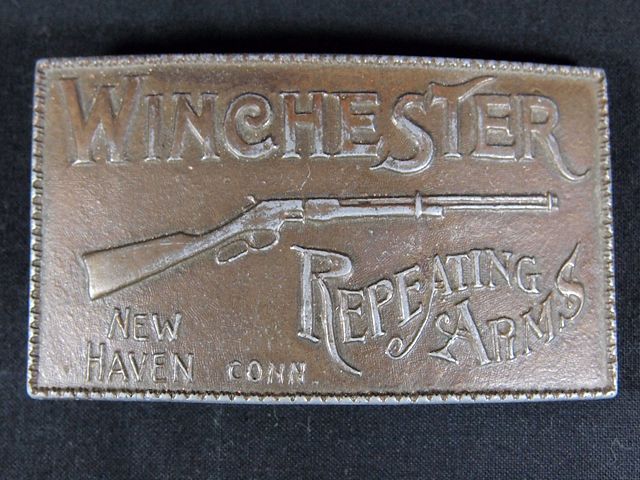 WINCHESTER
REPEATING
ARMS
NEW
HAVEN CONN.